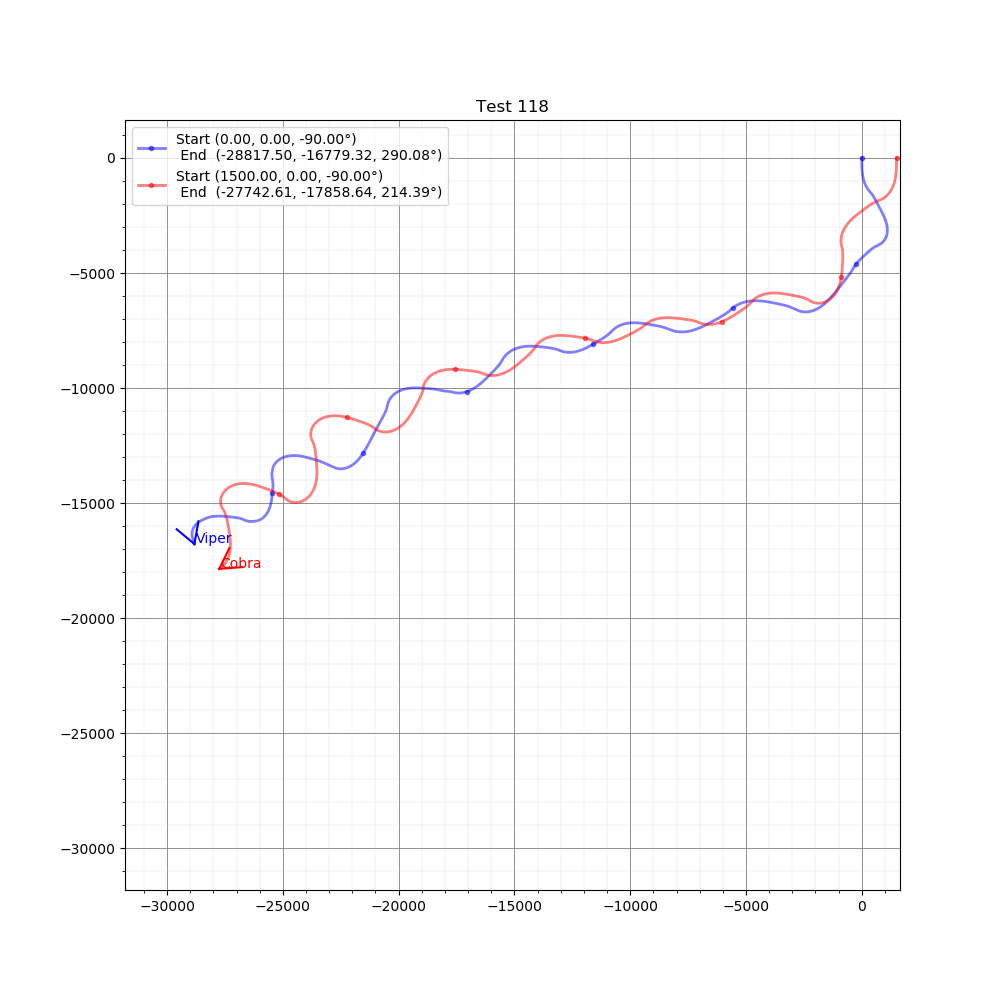 Test 118
Start (0.00, 0.00, -90.00°)
End (-28817.50, -16779.32, 290.08°)
Start (1500.00, 0.00, -90.00°)
End (-27742.61, -17858.64, 214.39°)
0
−5000
−10000
−15000
−20000
−25000
−30000
Viper
Cobra
−30000 −25000 −20000 −15000 −10000 −5000 0